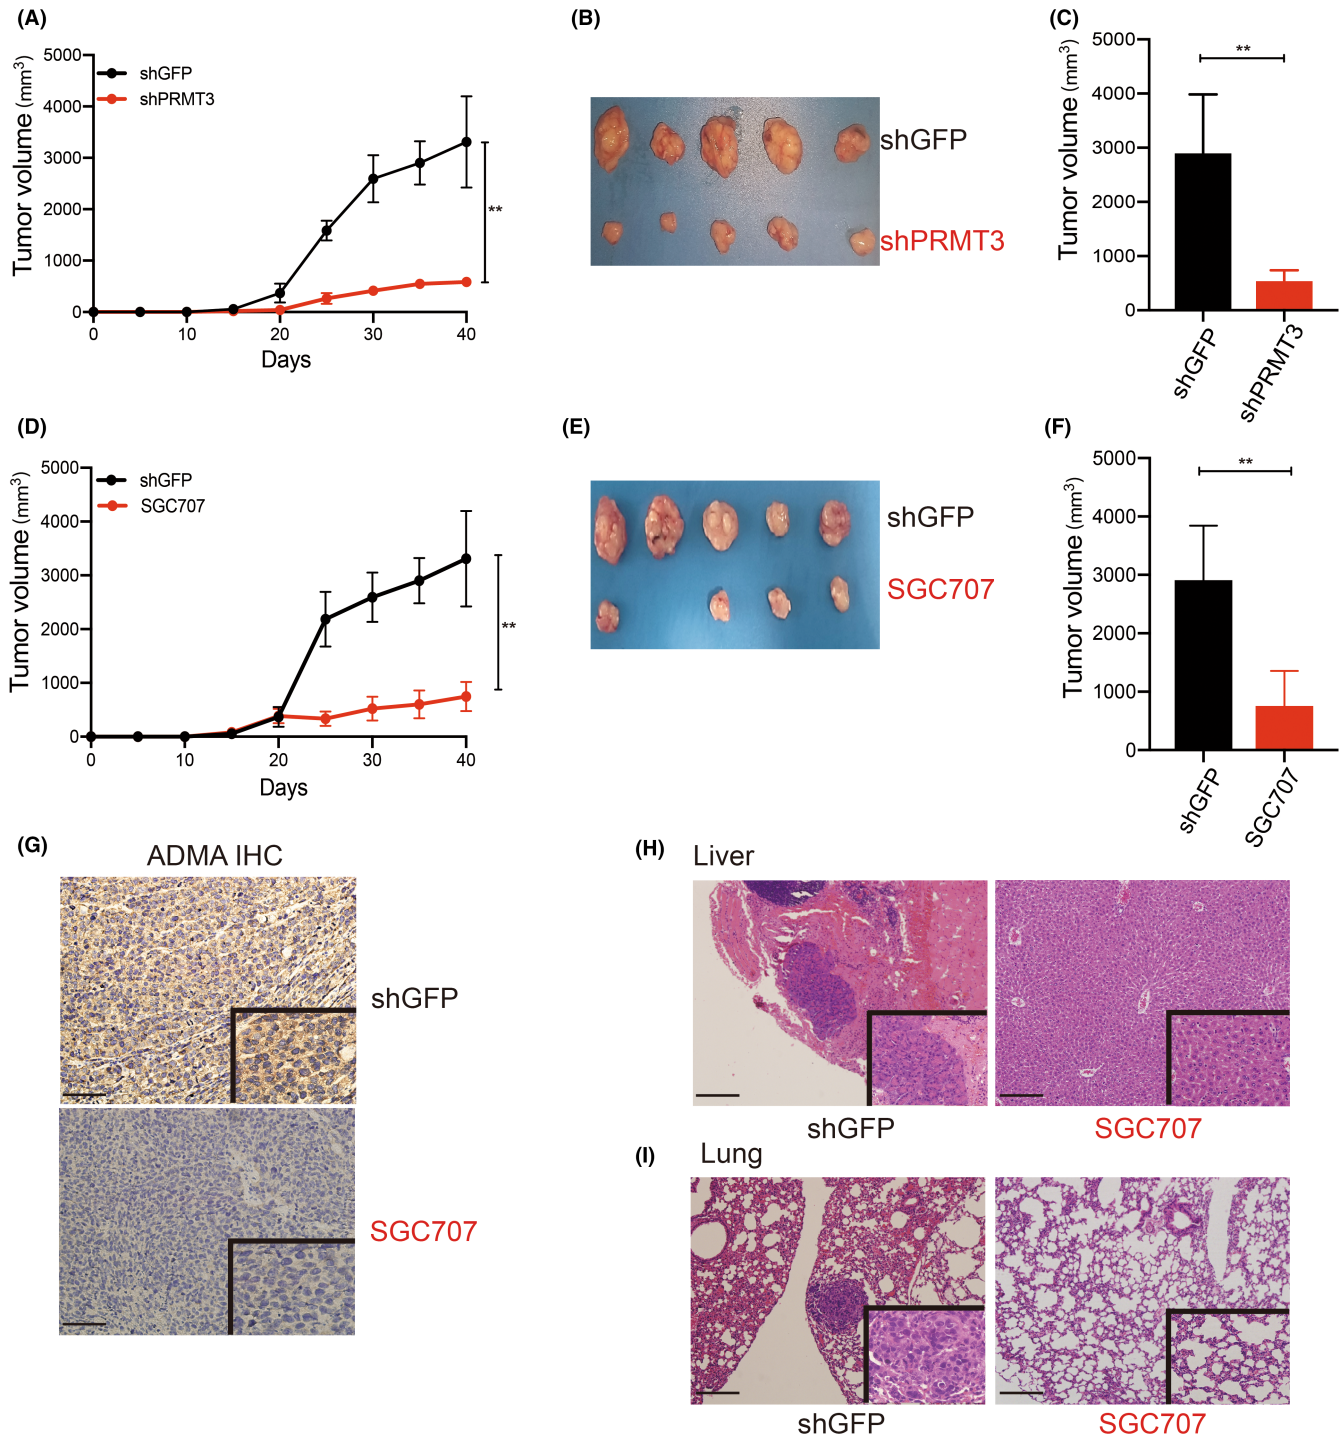 (A)
5000
4000
3000
2000
1000
0
Tumor volume (mm³)
shGFP
shPRMT3
**
0 10 20 30 40
Days
(B)
shGFP
shPRMT3
(C)
5000
4000
3000
2000
1000
0
Tumor volume (mm³)
**
shGFP
shPRMT3
(D)
5000
4000
3000
2000
1000
0
Tumor volume (mm³)
shGFP
SGC707
**
0 10 20 30 40
Days
(E)
shGFP
SGC707
(F)
5000
4000
3000
2000
1000
0
Tumor volume (mm³)
**
shGFP
SGC707
(G)
ADMA IHC
shGFP
SGC707
(H)
Liver
shGFP
SGC707
(I)
Lung
shGFP
SGC707